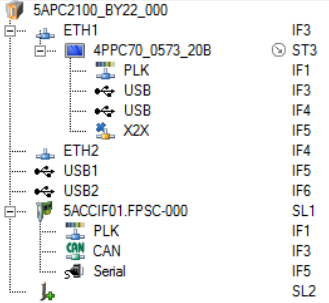 5APC2100_BY22_000
ETH1 IF3
4PPC70_0573_20B ST3
PLK IF1
USB IF3
USB IF4
X2X IF5
ETH2 IF4
USB1 IF5
USB2 IF6
5ACCIF01.FPSC-000 SL1
PLK IF1
CAN CAN IF3
Serial IF5
SL2